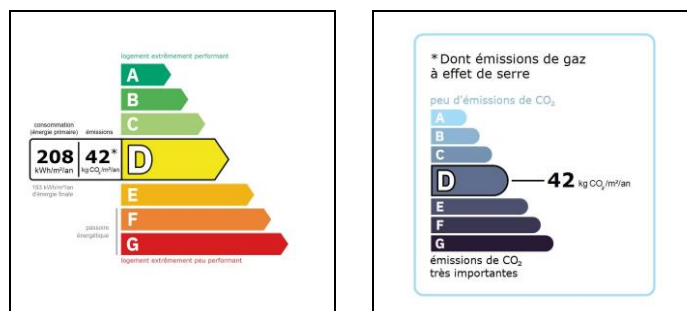 logement extrêmement performant
A
B
C
consommation
(énergie primaire)
émissions
208
kWh/m²/an
42*
kg CO₂/m²/an
D
193 kWh/m²/an
d'énergie finale
E
F
passoire
énergétique
G
logement extrêmement peu performant
*Dont émissions de gaz
à effet de serre
peu d'émissions de CO₂
A
B
C
D
42 kg CO₂/m²/an
E
F
G
émissions de CO₂
très importantes